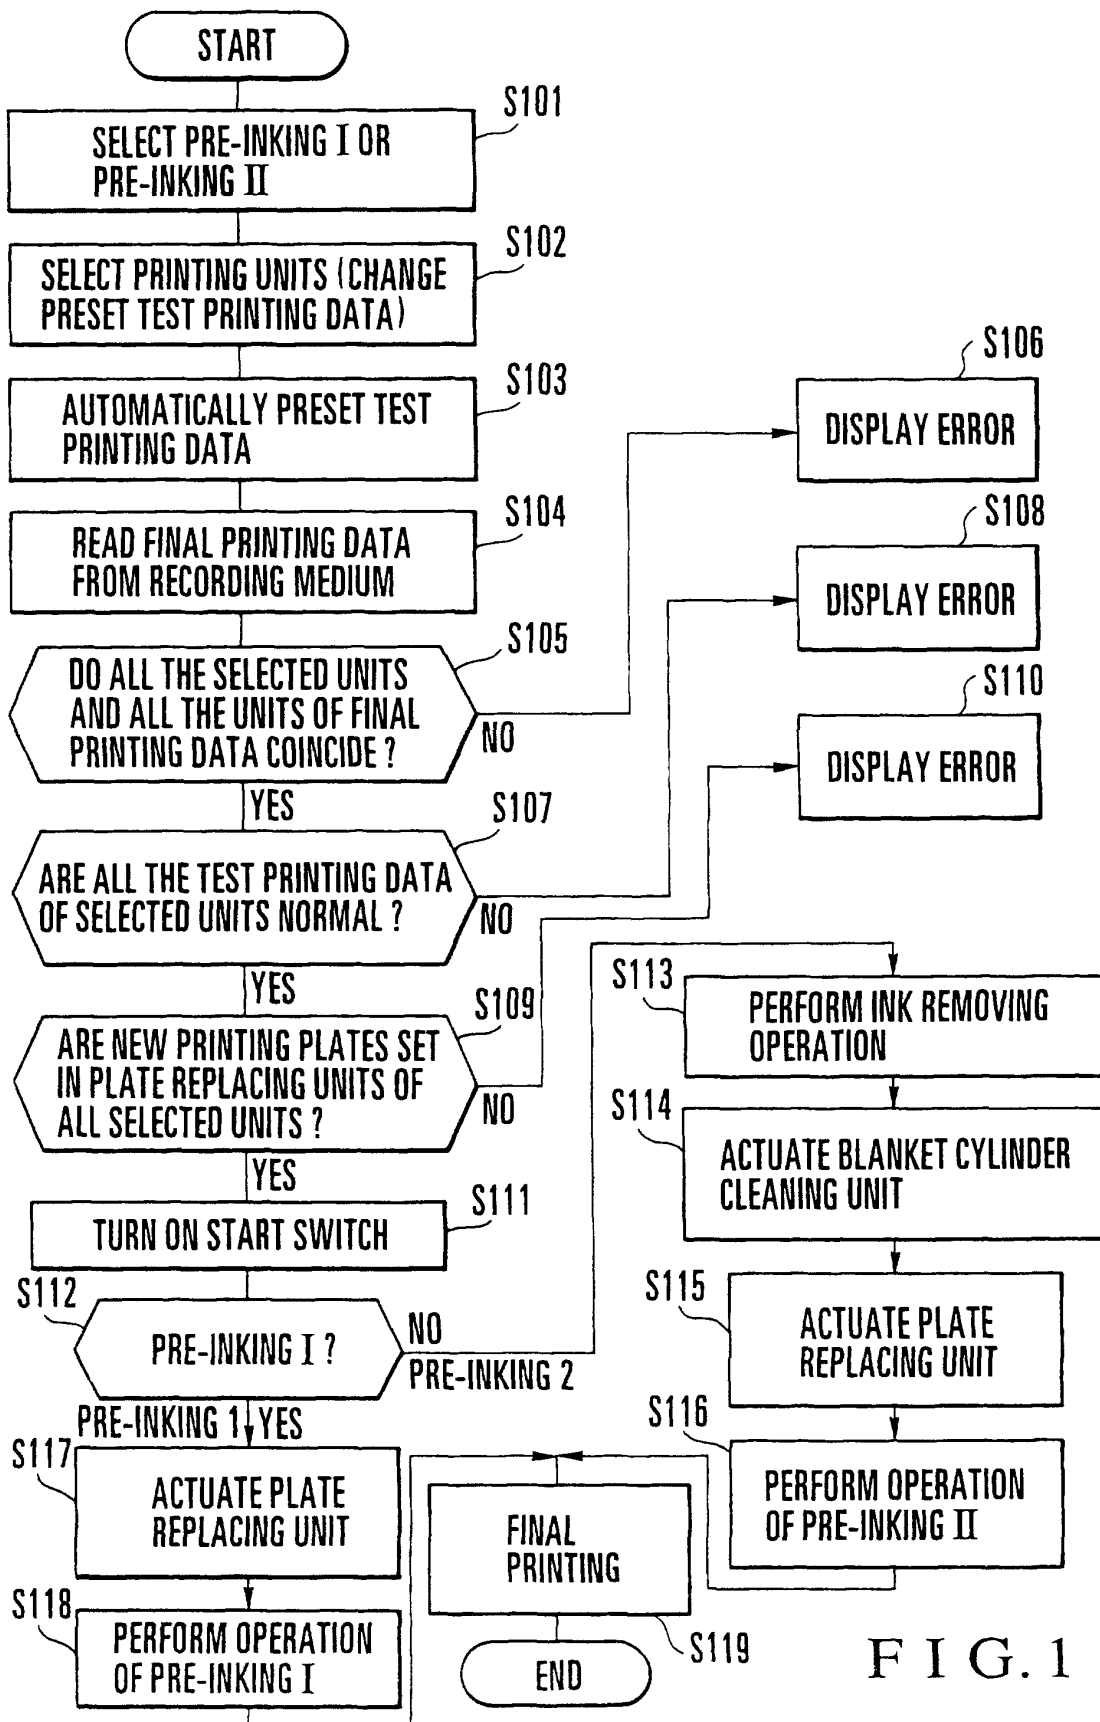 START
S101
SELECT PRE-INKING I OR
PRE-INKING II
S102
SELECT PRINTING UNITS (CHANGE
PRESET TEST PRINTING DATA)
S103
AUTOMATICALLY PRESET TEST
PRINTING DATA
S104
READ FINAL PRINTING DATA
FROM RECORDING MEDIUM
S105
DO ALL THE SELECTED UNITS
AND ALL THE UNITS OF FINAL
PRINTING DATA COINCIDE ?
NO
S106
DISPLAY ERROR
YES
S107
ARE ALL THE TEST PRINTING DATA
OF SELECTED UNITS NORMAL ?
NO
S108
DISPLAY ERROR
YES
S109
ARE NEW PRINTING PLATES SET
IN PLATE REPLACING UNITS OF
ALL SELECTED UNITS ?
NO
S110
DISPLAY ERROR
YES
S111
TURN ON START SWITCH
S112
PRE-INKING I ?
NO
PRE-INKING 2
S113
PERFORM INK REMOVING
OPERATION
S114
ACTUATE BLANKET CYLINDER
CLEANING UNIT
S115
ACTUATE PLATE
REPLACING UNIT
S116
PERFORM OPERATION
OF PRE-INKING II
PRE-INKING 1 YES
S117
ACTUATE PLATE
REPLACING UNIT
S118
PERFORM OPERATION
OF PRE-INKING I
FINAL
PRINTING
S119
END
FIG. 1